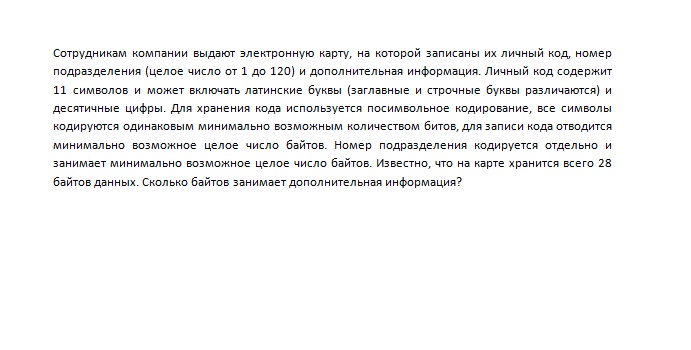 Сотрудникам компании выдают электронную карту, на которой записаны их личный код, номер
подразделения (целое число от 1 до 120) и дополнительная информация. Личный код содержит
11 символов и может включать латинские буквы (заглавные и строчные буквы различаются) и
десятичные цифры. Для хранения кода используется посимвольное кодирование, все символы
кодируются одинаковым минимально возможным количеством битов, для записи кода отводится
минимально возможное целое число байтов. Номер подразделения кодируется отдельно и
занимает минимально возможное целое число байтов. Известно, что на карте хранится всего 28
байтов данных. Сколько байтов занимает дополнительная информация?